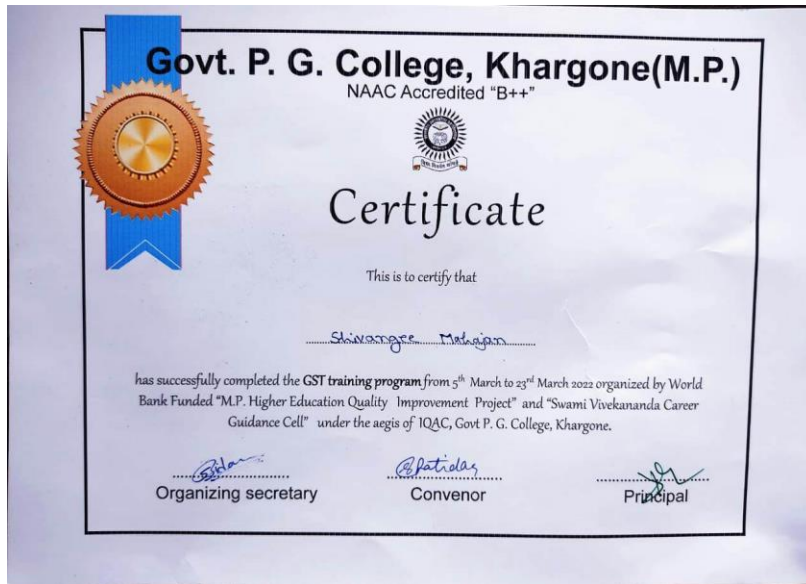 Govt. P. G. College, Khargone(M.P.)
NAAC Accredited “B++”
Certificate
This is to certify that
Shivangee Mahajan
has successfully completed the GST training program from 5th March to 23rd March 2022 organized by World
Bank Funded “M.P. Higher Education Quality Improvement Project” and “Swami Vivekananda Career
Guidance Cell” under the aegis of IQAC, Govt P. G. College, Khargone.
Organizing secretary
Convenor
Principal